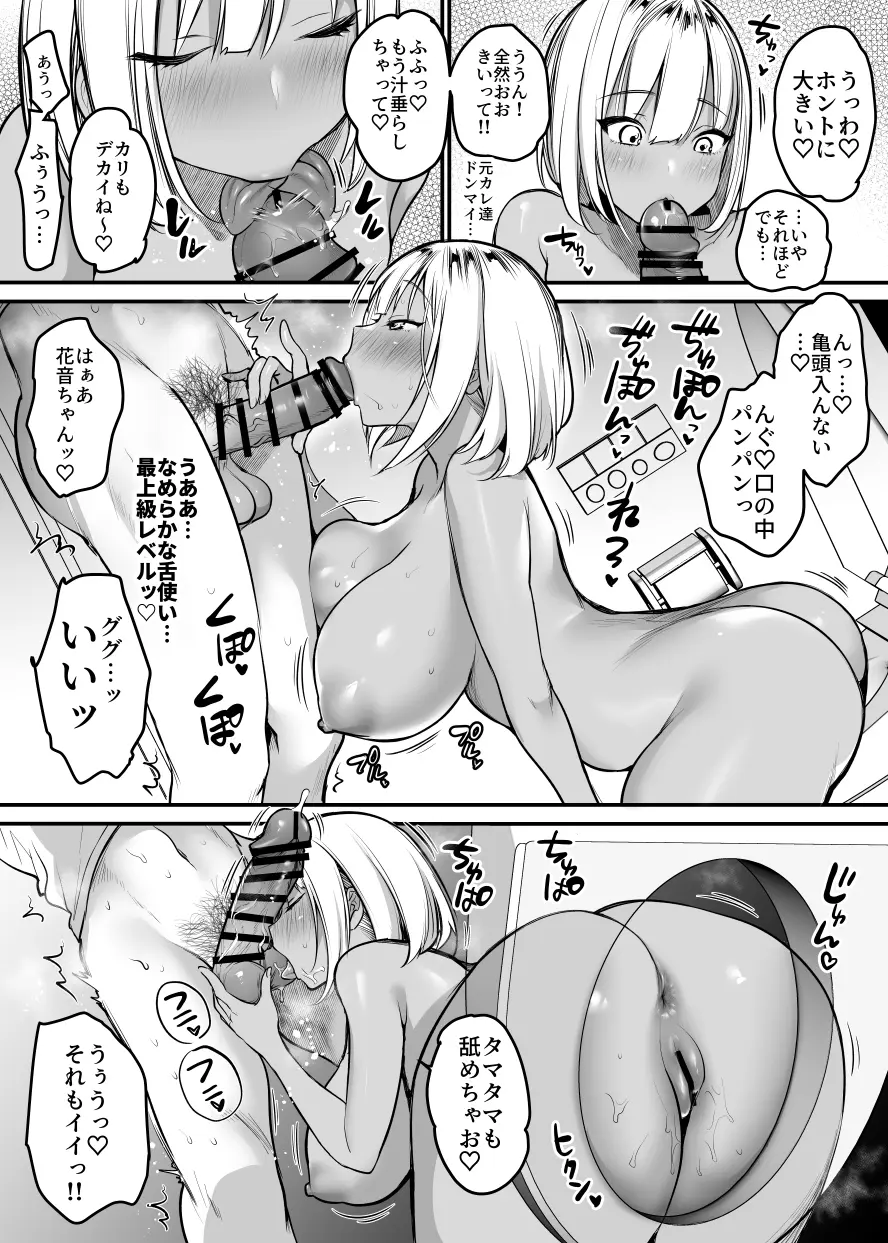 うっわ♡
ホントに
大きい♡
…いや
それほど
でも…
ちゅっ
ううん!
全然おお
きいって!!
元カレ達
ドンマイ…
ふふっ♡
もう汁垂らし
ちゃって♡
カリも
デカイね～♡
あうっ
ふぅうっ…
んっ…♡
亀頭入んない
…♡
んぐ♡口の中
パンパンっ
ぢゅぽんっ
ぢゅぽんっ
はぁあ
花音ちゃんッ♡
うああ…
なめらかな舌使い…
最上級レベルッ♡
くぽ
くぽ
ググ…ッ
いいッ
プルッ
プルッ
じゅん
ちゅぱ
ちゅぱ
タマタマも
舐めちゃお♡
ヒクン
フニ
フニ
うぅうっ♡
それもイイっ!!